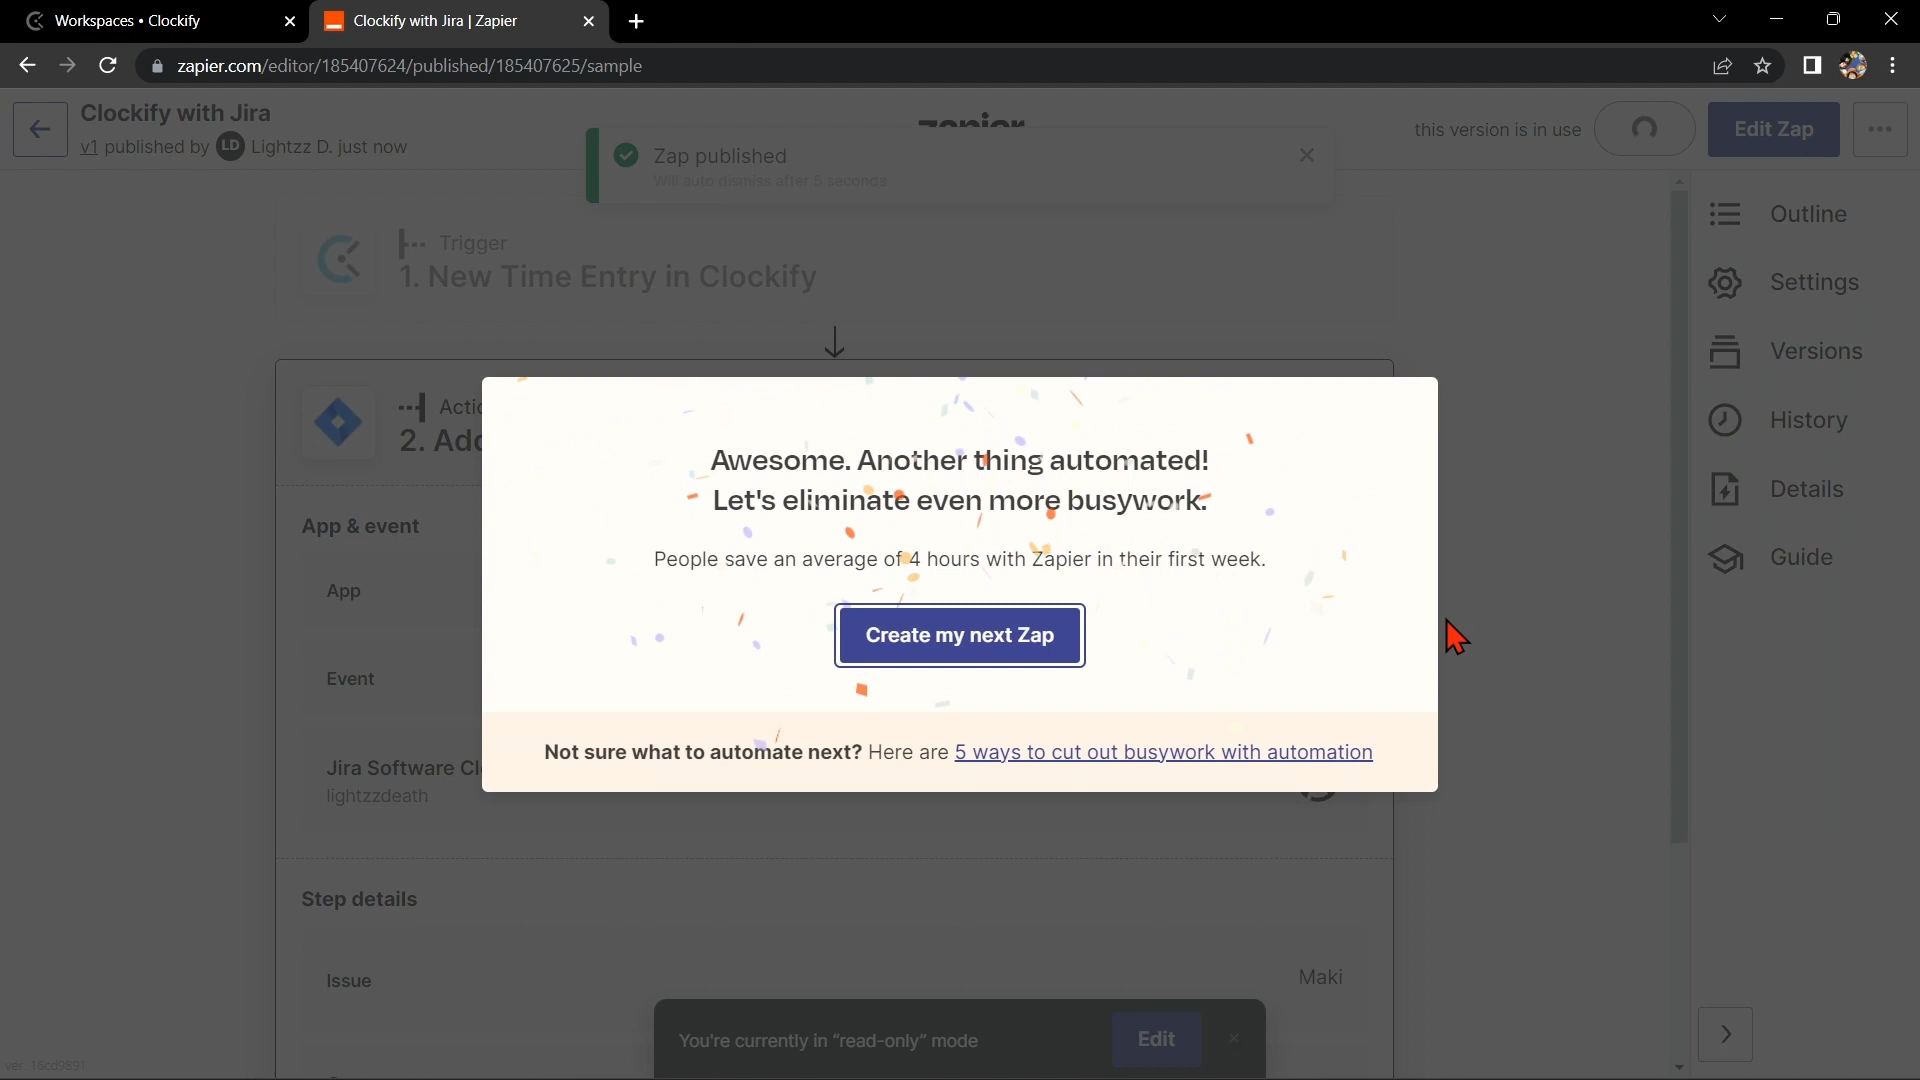 Workspaces • Clockify
Clockify with Jira | Zapier
zapier.com/editor/185407624/published/185407625/sample
Clockify with Jira
v1 published by LD Lightzz D. just now
zapier
this version is in use
Edit Zap
Zap published
Will auto dismiss after 5 seconds
Trigger
1. New Time Entry in Clockify
Outline
Settings
Versions
History
Details
Guide
Actic
2. Adc
App & event
App
Event
Jira Software Cl
lightzzdeath
Awesome. Another thing automated!
Let's eliminate even more busywork.
People save an average of 4 hours with Zapier in their first week.
Create my next Zap
Not sure what to automate next? Here are 5 ways to cut out busywork with automation
Step details
Issue
Maki
You're currently in “read-only” mode
Edit
ver. 16cd9891